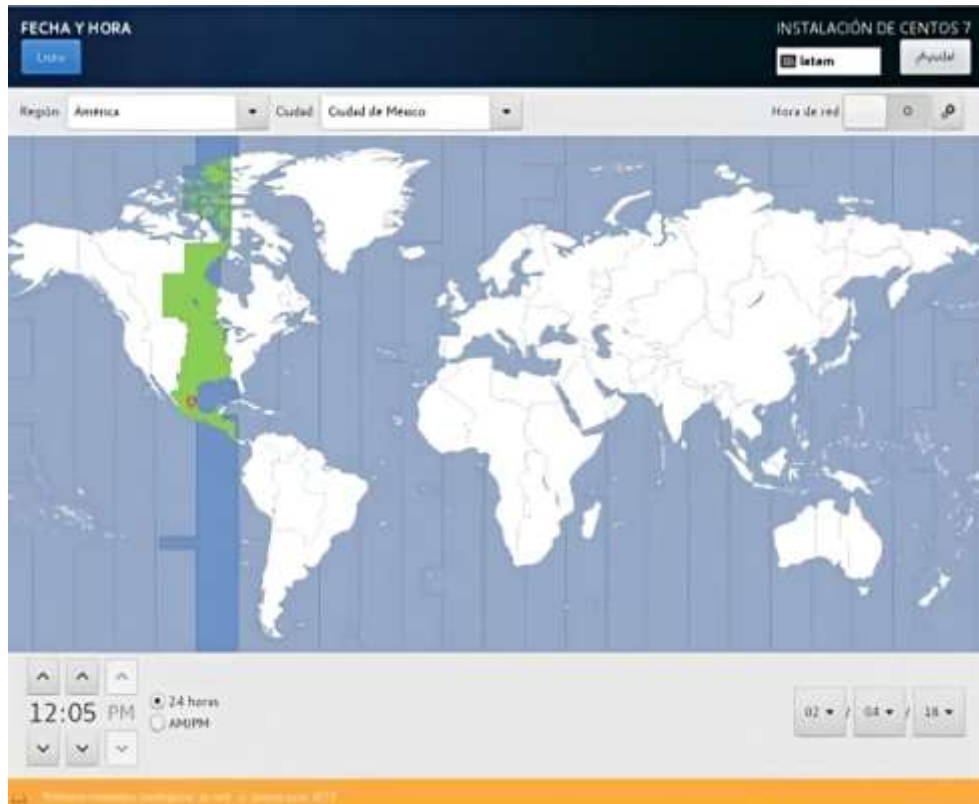 FECHA Y HORA
INSTALACIÓN DE CENTOS 7
Listo
latam
¡Ayuda!
Región América Ciudad Ciudad de Mexico Hora de red
12:05 PM
24 horas
AM/PM
02 / 04 / 18